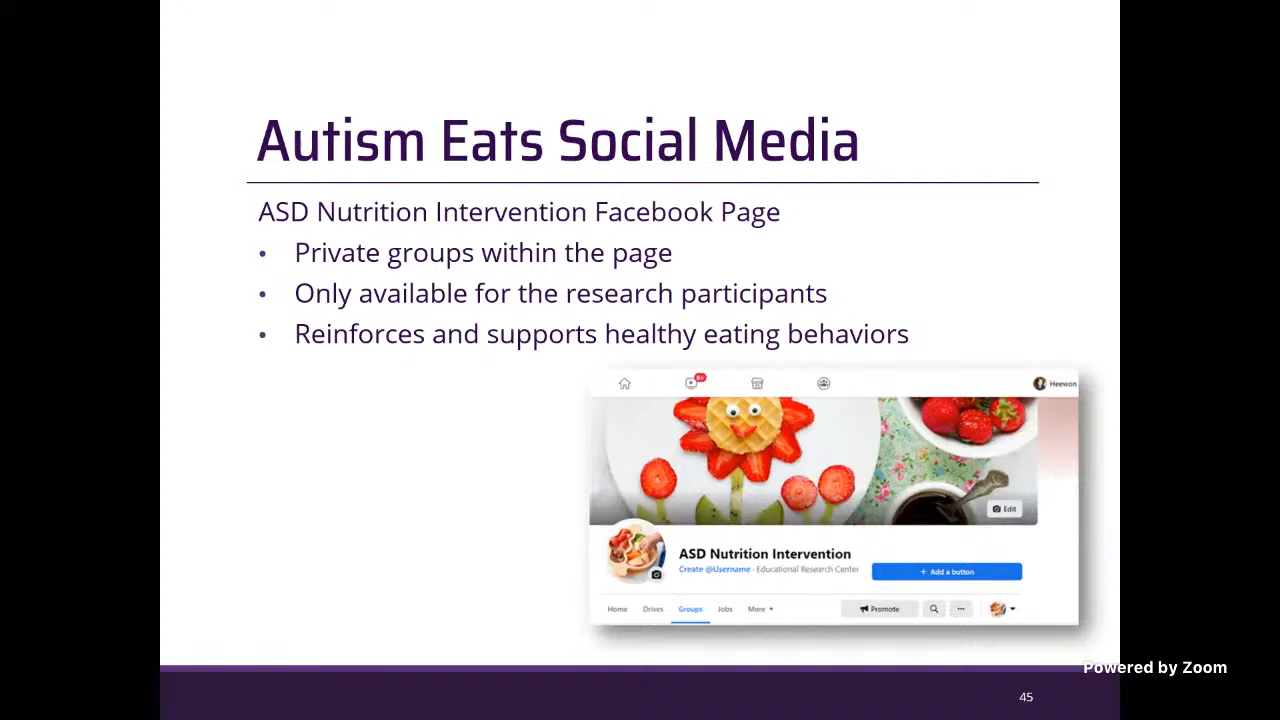 Autism Eats Social Media
ASD Nutrition Intervention Facebook Page
• Private groups within the page
• Only available for the research participants
• Reinforces and supports healthy eating behaviors
9+
Heewon
Edit
ASD Nutrition Intervention
Create @Username · Educational Research Center
+ Add a button
Home Drives Groups Jobs More
Promote
Powered by Zoom
45